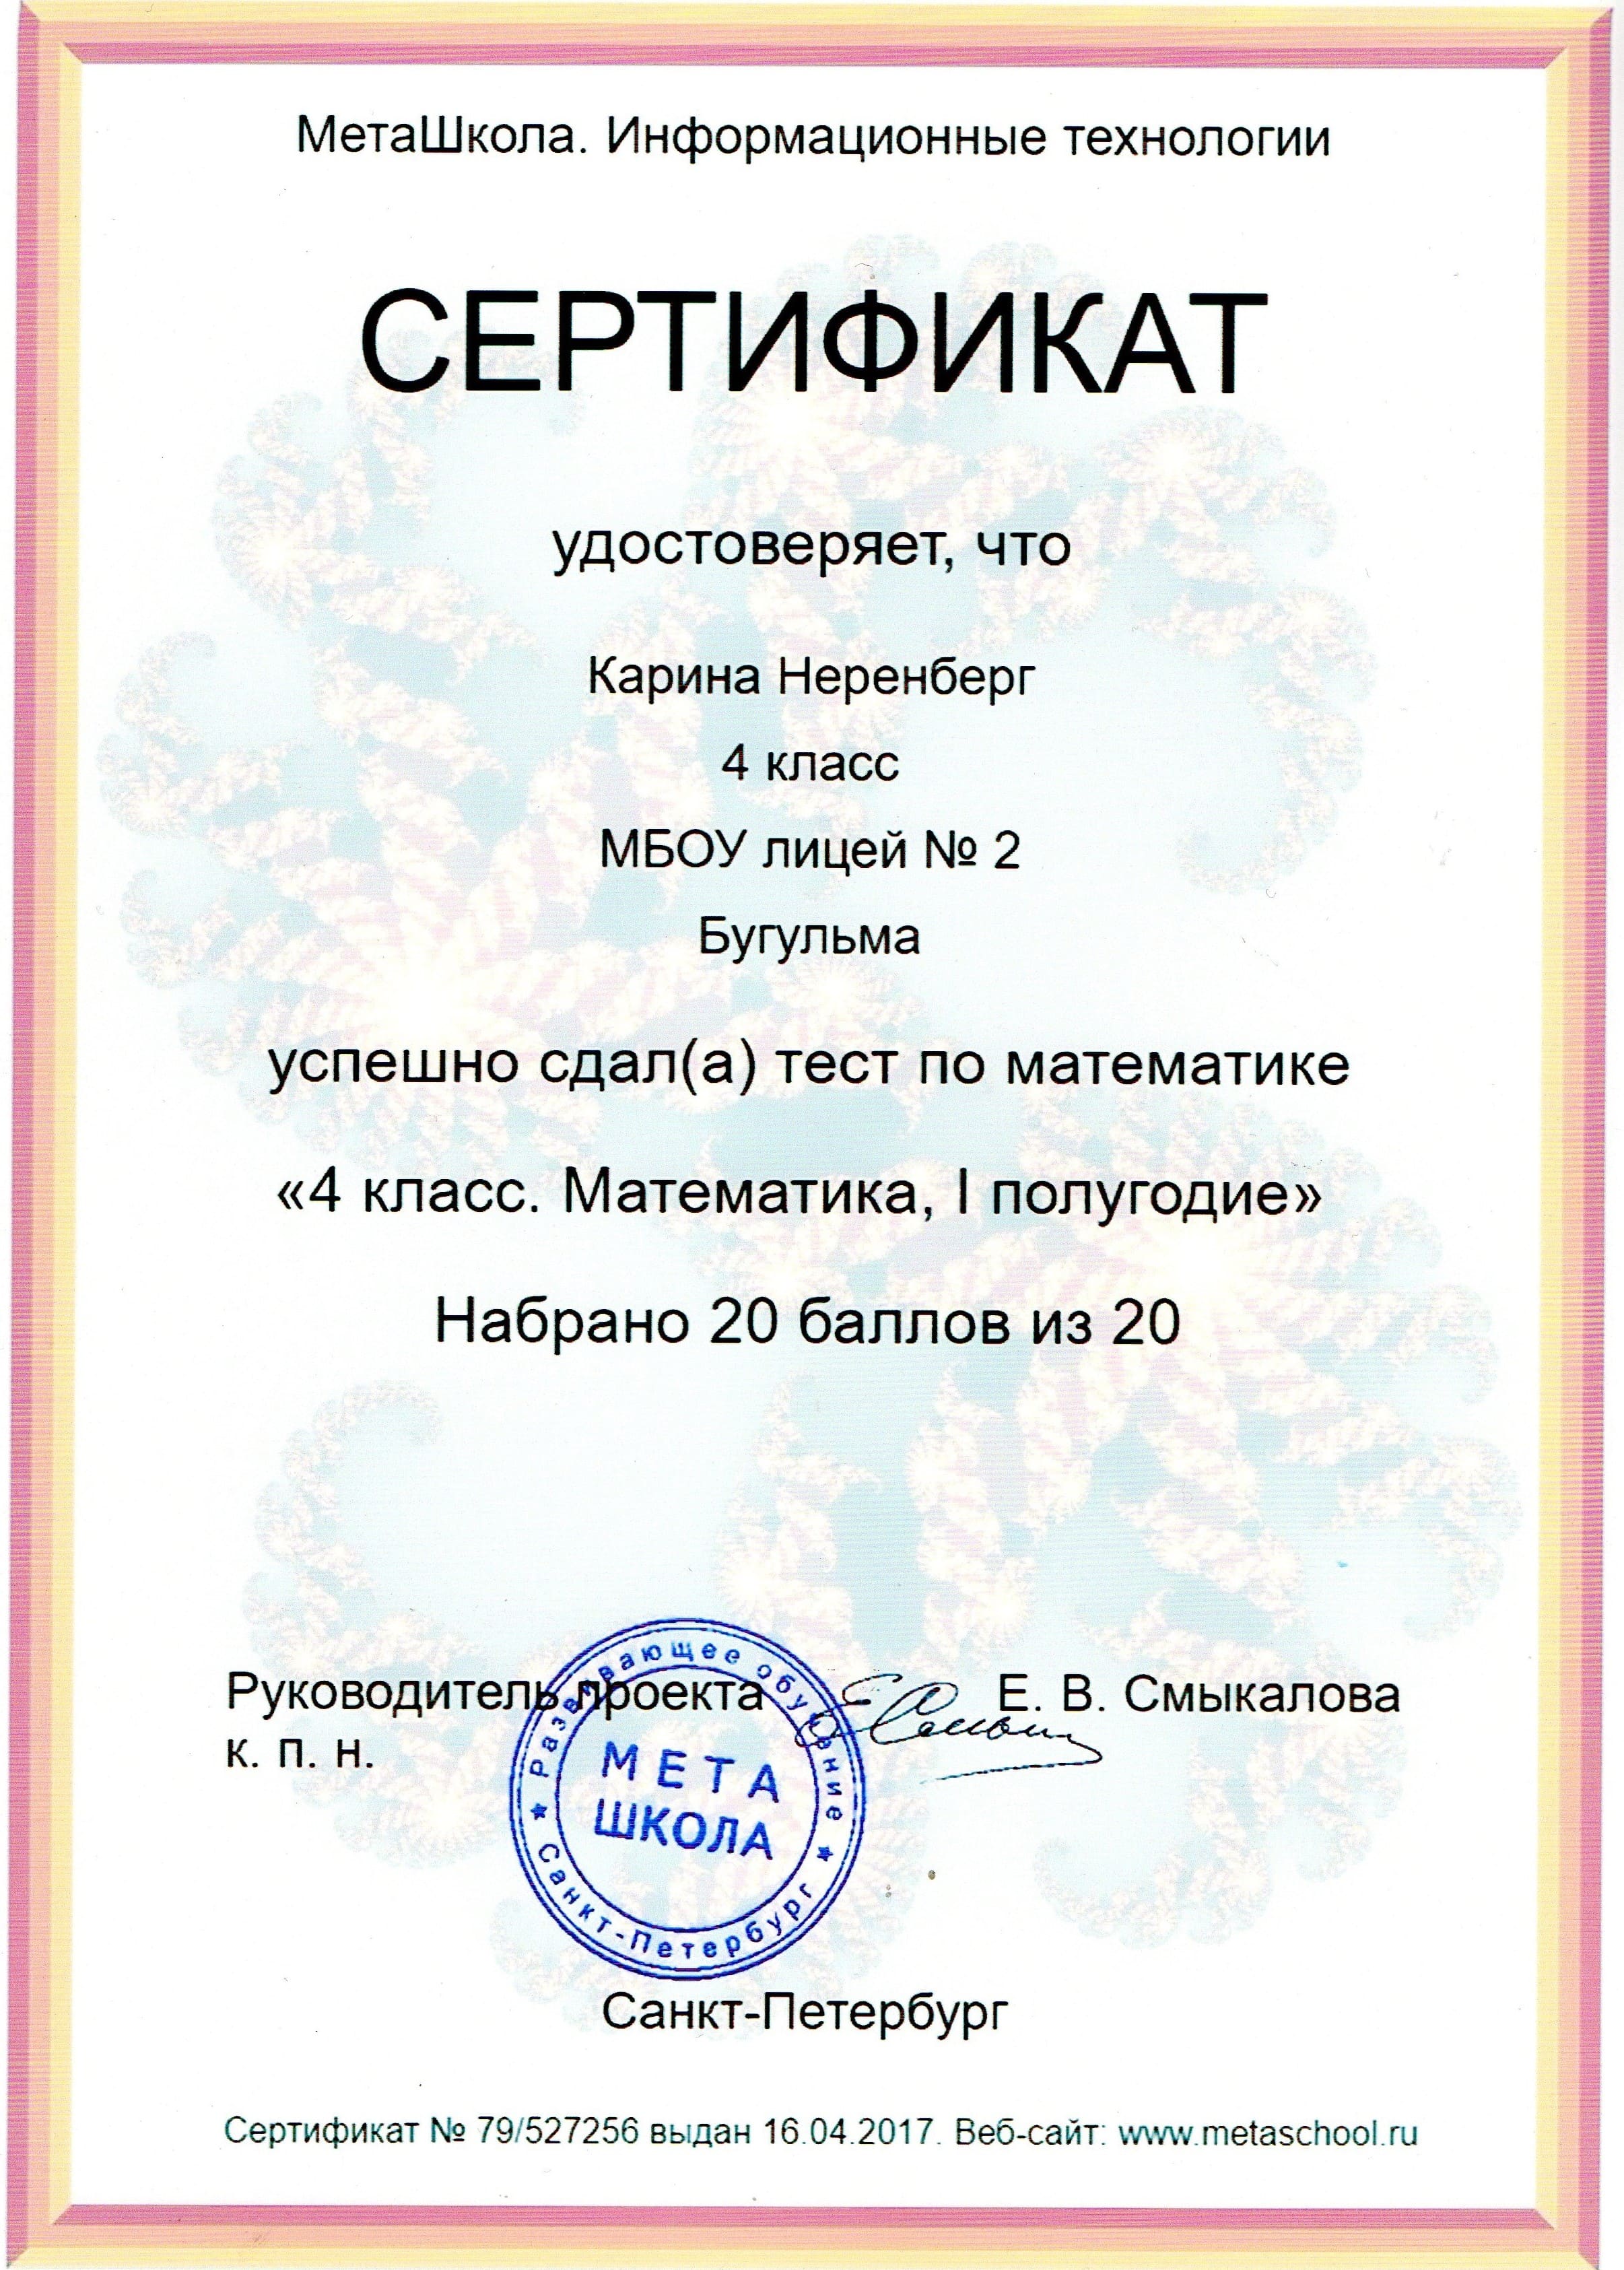 МетаШкола. Информационные технологии
СЕРТИФИКАТ
удостоверяет, что
Карина Неренберг
4 класс
МБОУ лицей № 2
Бугульма
успешно сдал(а) тест по математике
«4 класс. Математика, I полугодие»
Набрано 20 баллов из 20
Руководитель проекта Е. В. Смыкалова
к. п. н.
Развивающее обучение
МЕТА
ШКОЛА
Санкт-Петербург
Санкт-Петербург
Сертификат № 79/527256 выдан 16.04.2017. Веб-сайт: www.metaschool.ru